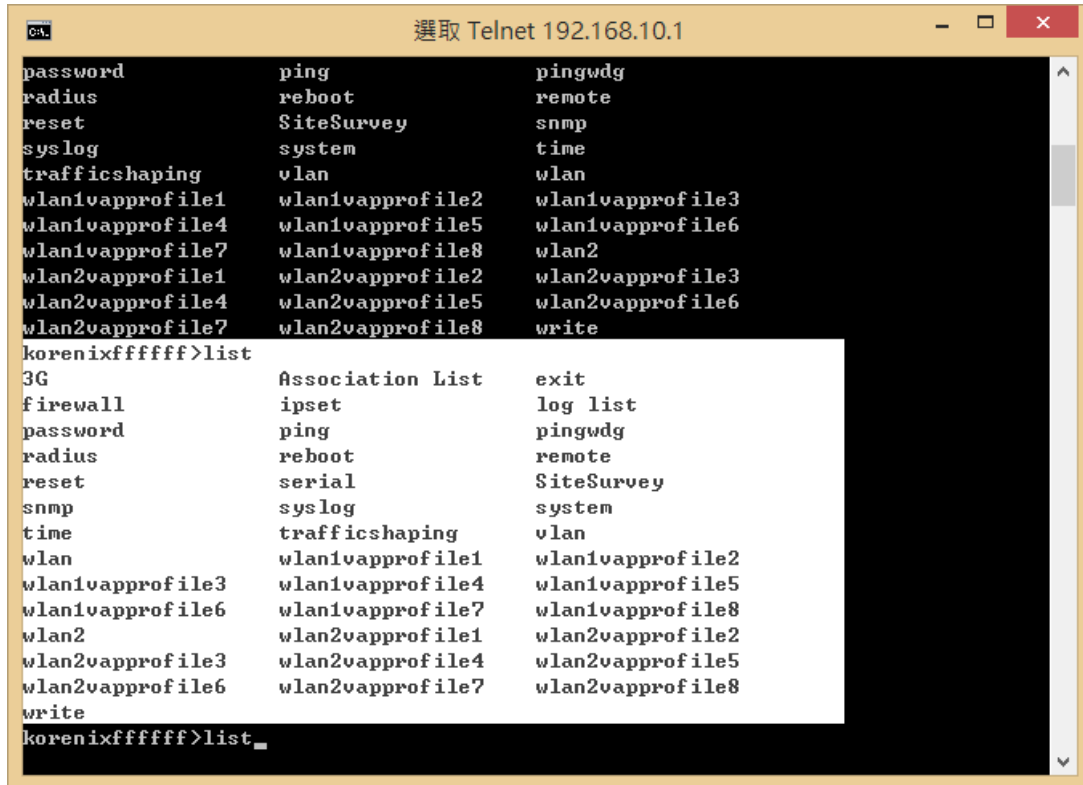 選取 Telnet 192.168.10.1
password ping pingwdg
radius reboot remote
reset SiteSurvey snmp
syslog system time
trafficshaping vlan wlan
wlan1vapprofile1 wlan1vapprofile2 wlan1vapprofile3
wlan1vapprofile4 wlan1vapprofile5 wlan1vapprofile6
wlan1vapprofile7 wlan1vapprofile8 wlan2
wlan2vapprofile1 wlan2vapprofile2 wlan2vapprofile3
wlan2vapprofile4 wlan2vapprofile5 wlan2vapprofile6
wlan2vapprofile7 wlan2vapprofile8 write
korenixffffff>list
3G Association List exit
firewall ipset log list
password ping pingwdg
radius reboot remote
reset serial SiteSurvey
snmp syslog system
time trafficshaping vlan
wlan wlan1vapprofile1 wlan1vapprofile2
wlan1vapprofile3 wlan1vapprofile4 wlan1vapprofile5
wlan1vapprofile6 wlan1vapprofile7 wlan1vapprofile8
wlan2 wlan2vapprofile1 wlan2vapprofile2
wlan2vapprofile3 wlan2vapprofile4 wlan2vapprofile5
wlan2vapprofile6 wlan2vapprofile7 wlan2vapprofile8
write
korenixffffff>list_